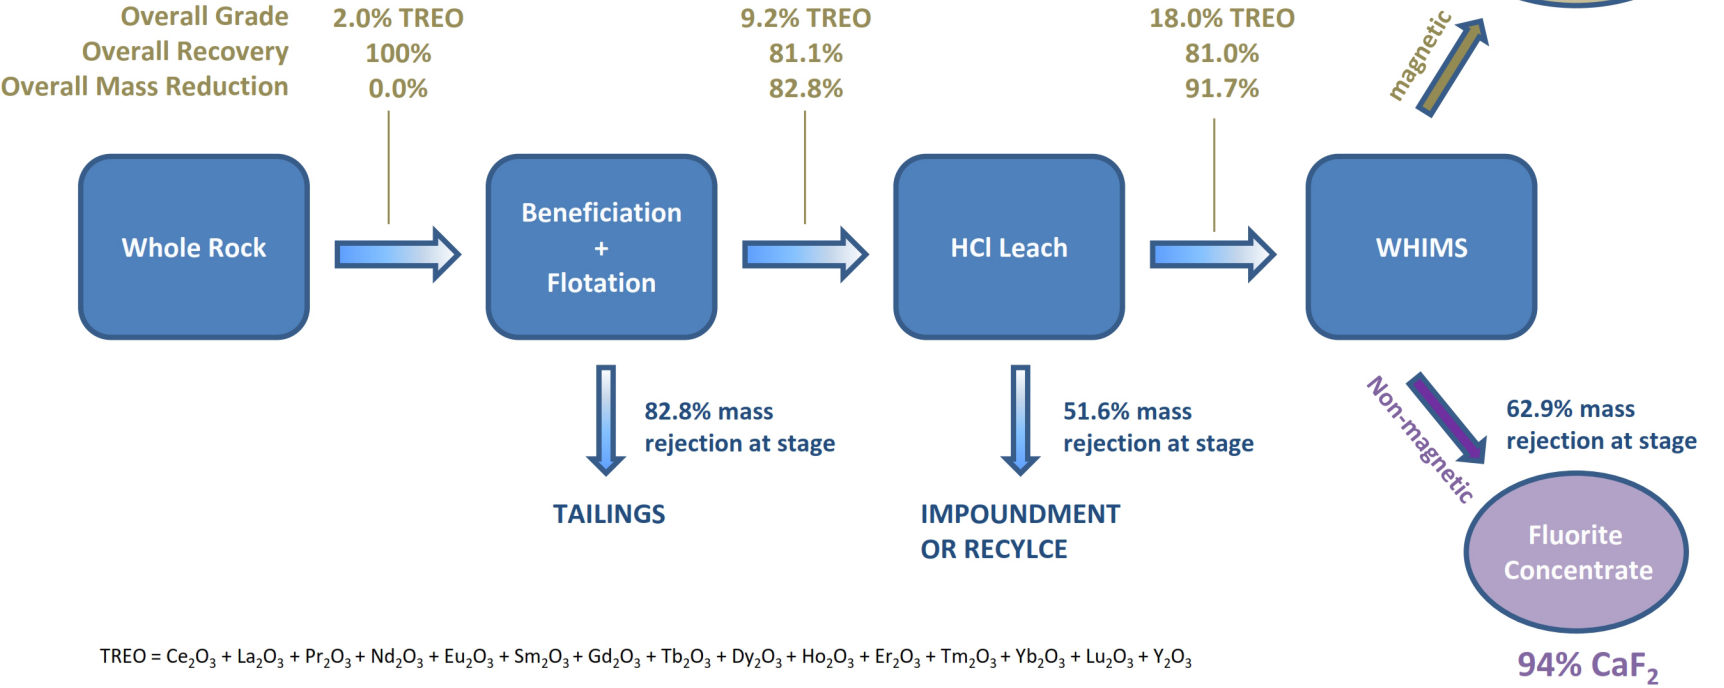 Overall Grade 2.0% TREO 9.2% TREO 18.0% TREO
Overall Recovery 100% 81.1% 81.0%
Overall Mass Reduction 0.0% 82.8% 91.7%
magnetic
Whole Rock
Beneficiation
+
Flotation
HCl Leach
WHIMS
82.8% mass
rejection at stage
51.6% mass
rejection at stage
Non-magnetic
62.9% mass
rejection at stage
TAILINGS
IMPOUNDMENT
OR RECYLCE
Fluorite
Concentrate
94% CaF₂
TREO = Ce₂O₃ + La₂O₃ + Pr₂O₃ + Nd₂O₃ + Eu₂O₃ + Sm₂O₃ + Gd₂O₃ + Tb₂O₃ + Dy₂O₃ + Ho₂O₃ + Er₂O₃ + Tm₂O₃ + Yb₂O₃ + Lu₂O₃ + Y₂O₃